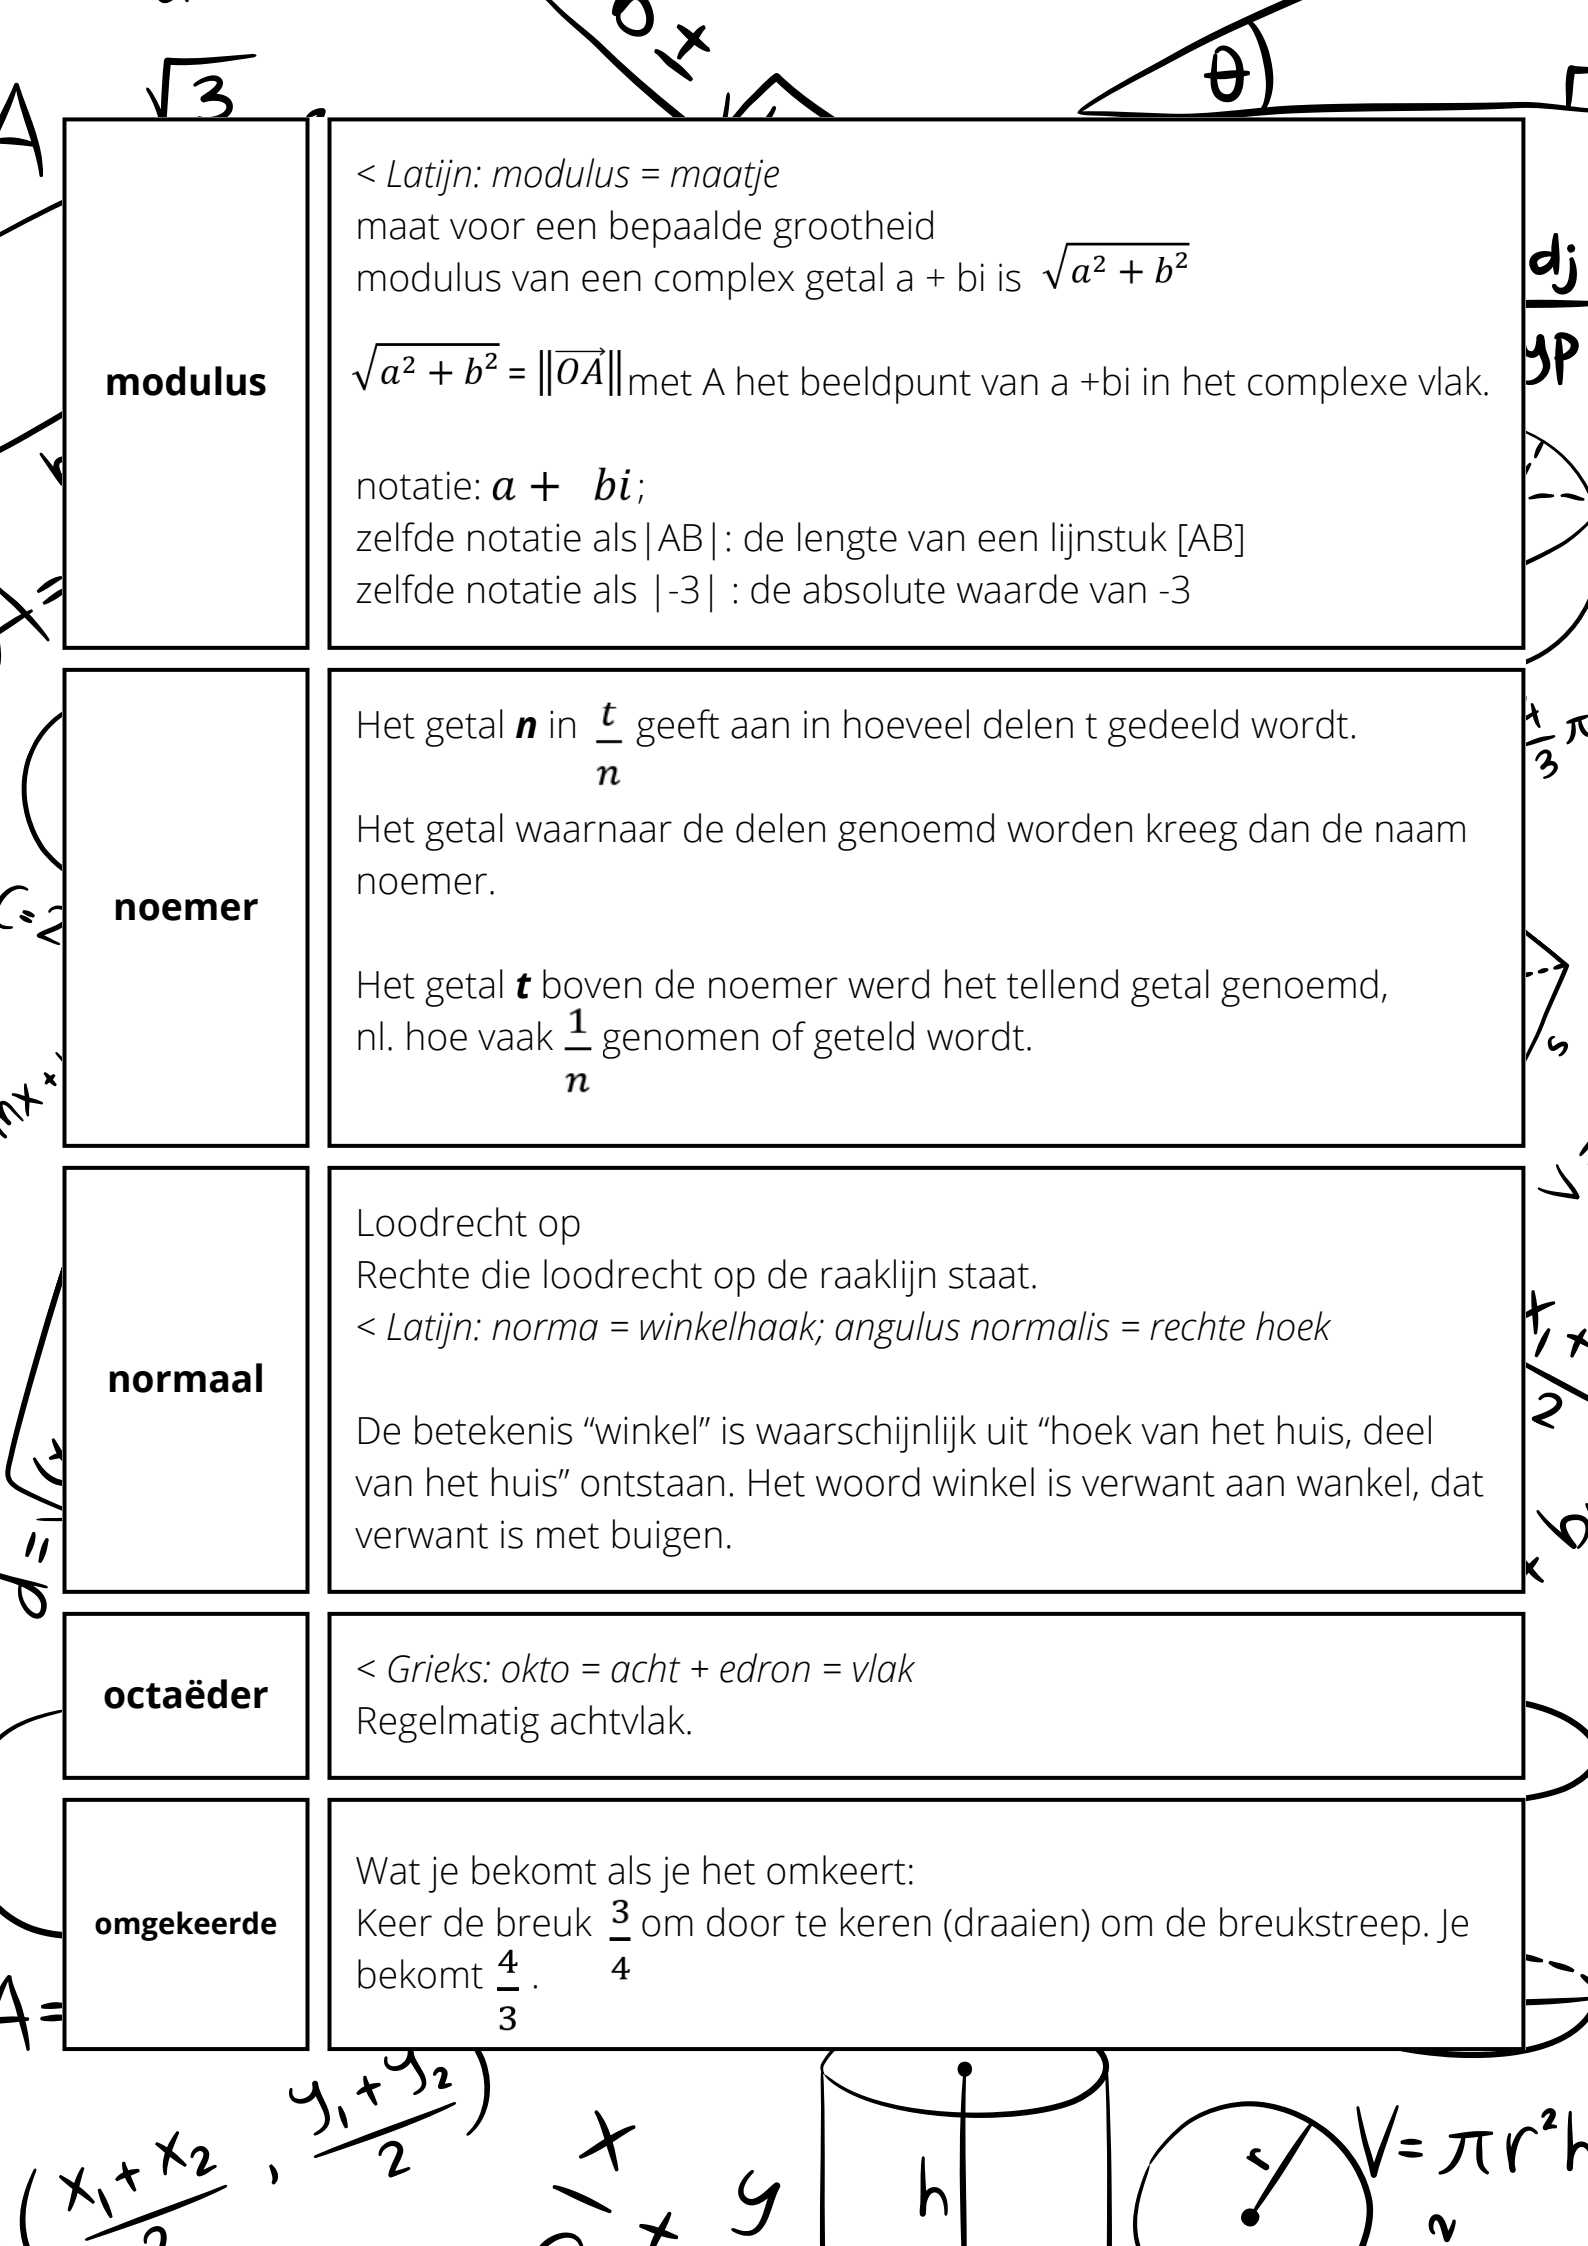 √3
θ
A
modulus
< Latijn: modulus = maatje
maat voor een bepaalde grootheid
modulus van een complex getal a + bi is √(a² + b²)
√(a² + b²) = ‖OA⃗‖ met A het beeldpunt van a +bi in het complexe vlak.
notatie: a + bi ;
zelfde notatie als|AB|: de lengte van een lijnstuk [AB]
zelfde notatie als |-3| : de absolute waarde van -3
noemer
Het getal n in t/n geeft aan in hoeveel delen t gedeeld wordt.
Het getal waarnaar de delen genoemd worden kreeg dan de naam
noemer.
Het getal t boven de noemer werd het tellend getal genoemd,
nl. hoe vaak 1/n genomen of geteld wordt.
normaal
Loodrecht op
Rechte die loodrecht op de raaklijn staat.
< Latijn: norma = winkelhaak; angulus normalis = rechte hoek
De betekenis “winkel” is waarschijnlijk uit “hoek van het huis, deel
van het huis” ontstaan. Het woord winkel is verwant aan wankel, dat
verwant is met buigen.
octaëder
< Grieks: okto = acht + edron = vlak
Regelmatig achtvlak.
omgekeerde
Wat je bekomt als je het omkeert:
Keer de breuk 3/4 om door te keren (draaien) om de breukstreep. Je
bekomt 4/3 .
A=
(x₁+x₂/2 , y₁+y₂/2)
x
y
x
h
r
V=πr²h
2